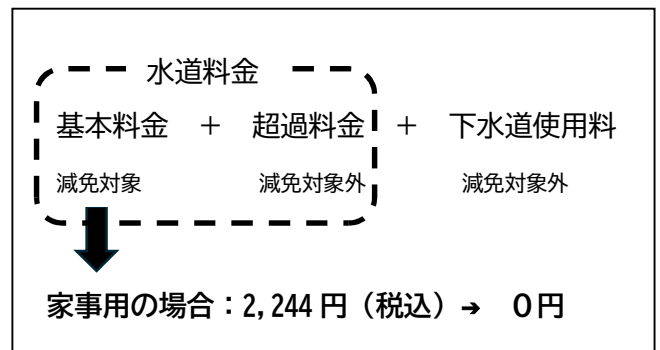 水道料金
基本料金 + 超過料金 + 下水道使用料
減免対象 減免対象外 減免対象外
家事用の場合:2,244円(税込)→ 0円